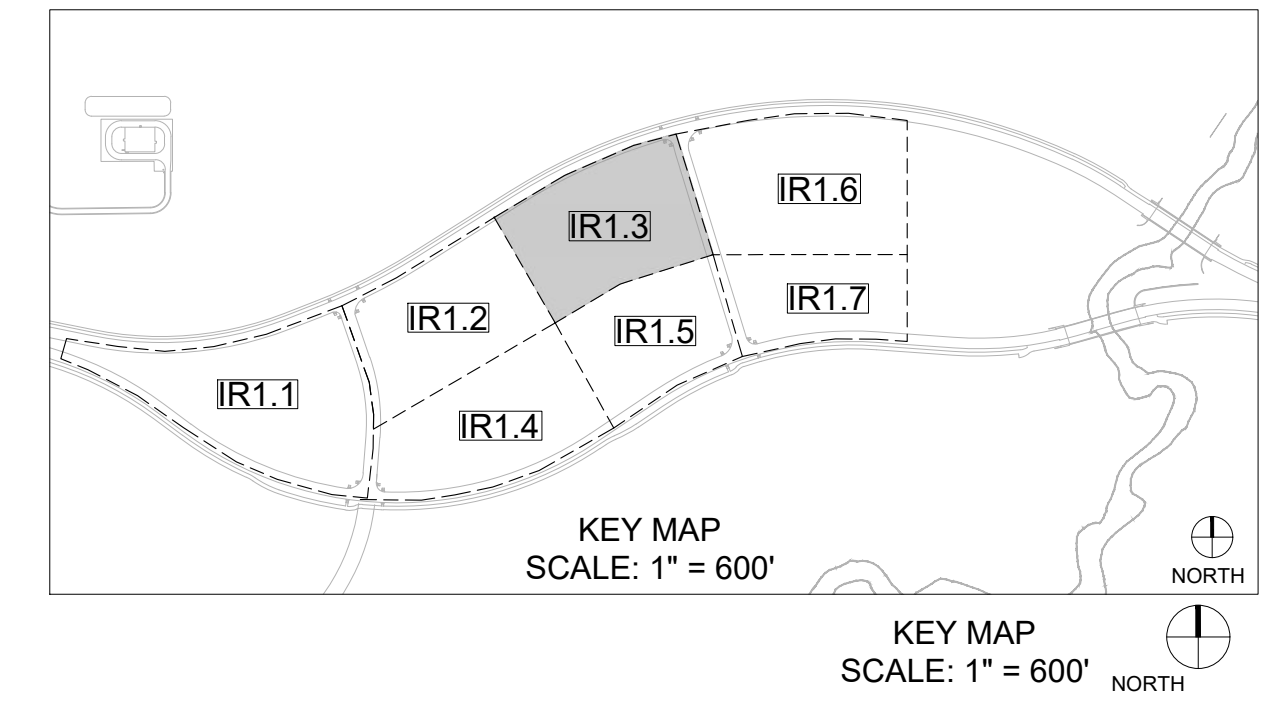 IR1.6
IR1.3
IR1.7
IR1.2
IR1.5
IR1.1
IR1.4
KEY MAP
SCALE: 1" = 600'
NORTH
KEY MAP
SCALE: 1" = 600'
NORTH